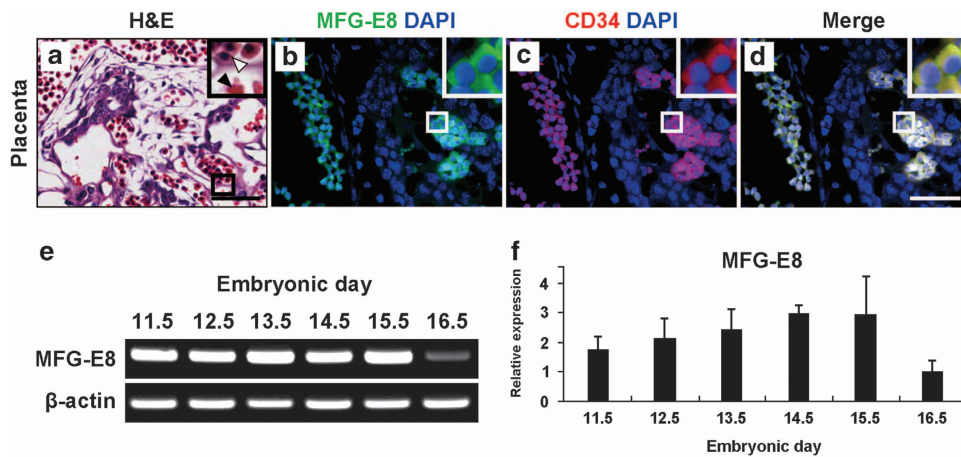 H&E
MFG-E8 DAPI
CD34 DAPI
Merge
Placenta
a
b
c
d
e
Embryonic day
11.5 12.5 13.5 14.5 15.5 16.5
MFG-E8
β-actin
f
MFG-E8
Relative expression
4
3
2
1
0
11.5 12.5 13.5 14.5 15.5 16.5
Embryonic day